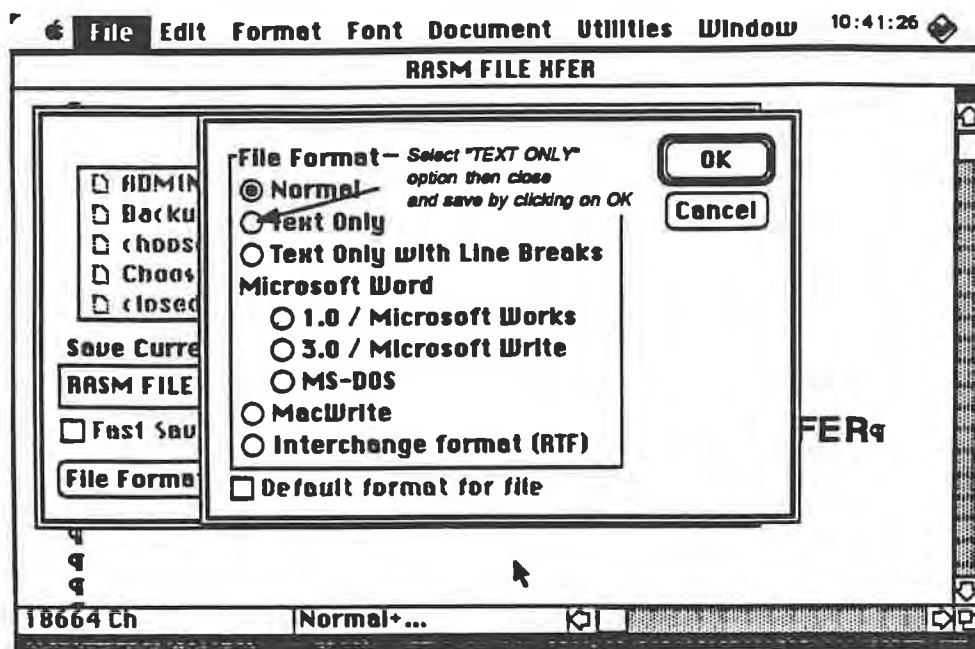 File Edit Format Font Document Utilities Window 10:41:26
RASM FILE XFER
ADMIN
Backu
choos
Choos
closed
Save Curre
RASM FILE
Fast Sav
File Forma
File Format
Select "TEXT ONLY"
option then close
and save by clicking on OK
Normal
Text Only
Text Only with Line Breaks
Microsoft Word
1.0 / Microsoft Works
3.0 / Microsoft Write
MS-DOS
MacWrite
Interchange format (RTF)
Default format for file
OK
Cancel
FER¶
¶
¶
¶
¶
18664 Ch Normal+...